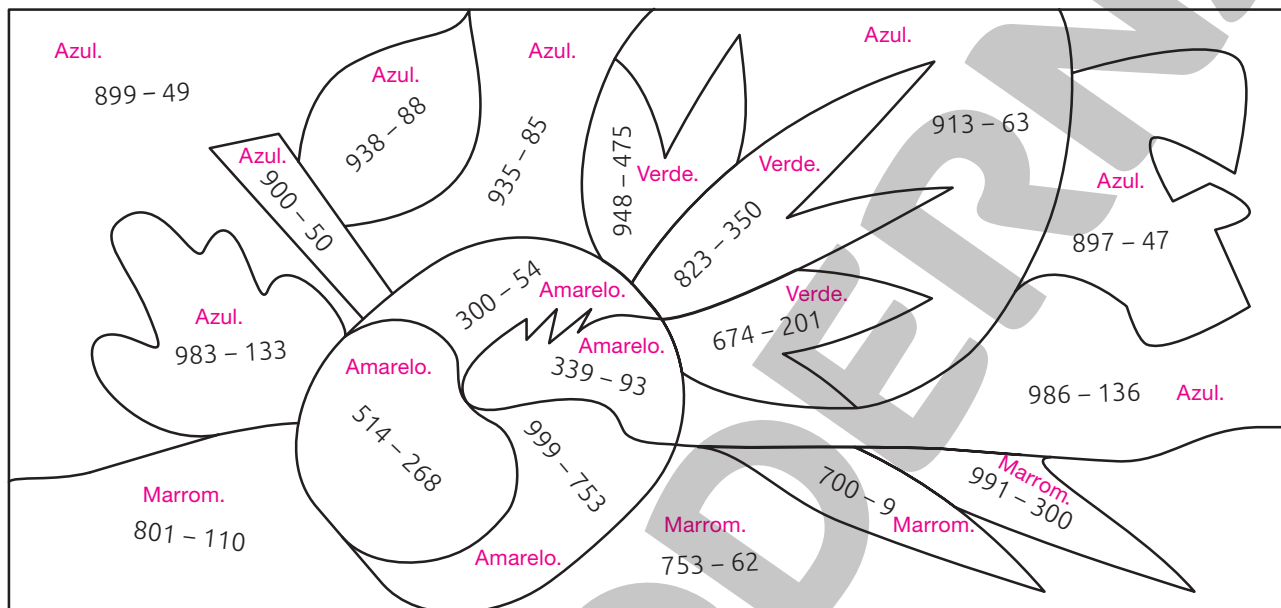 Azul.
899 – 49
Azul.
938 – 88
Azul.
935 – 85
Azul.
900 – 50
948 – 475
Verde.
Verde.
823 – 350
Azul.
913 – 63
Azul.
897 – 47
300 – 54
Amarelo.
Verde.
674 – 201
Azul.
983 – 133
Amarelo.
514 – 268
Amarelo.
339 – 93
986 – 136
Azul.
999 – 753
Amarelo.
Marrom.
801 – 110
Marrom.
753 – 62
700 – 9
Marrom.
Marrom.
991 – 300